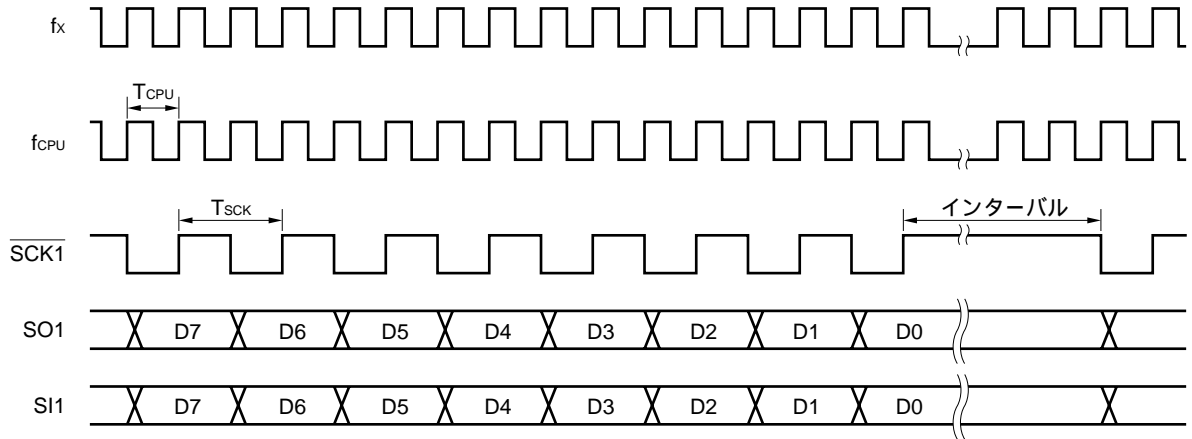 fX
TCPU
fCPU
TSCK
インターバル
SCK1
SO1 D7 D6 D5 D4 D3 D2 D1 D0
SI1 D7 D6 D5 D4 D3 D2 D1 D0